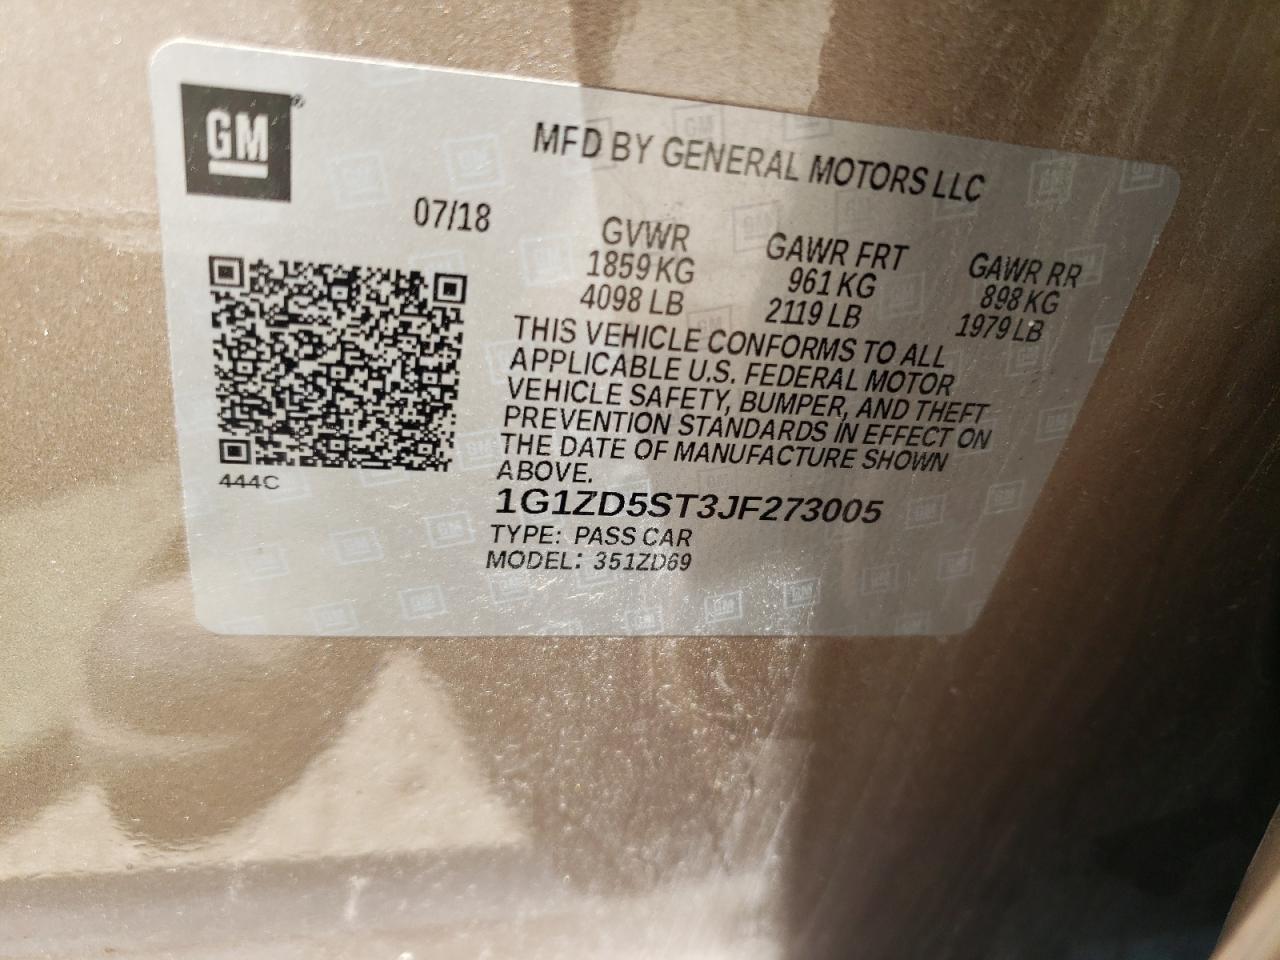 GM®
MFD BY GENERAL MOTORS LLC
07/18
GVWR GAWR FRT GAWR RR
1859 KG 961 KG 898 KG
4098 LB 2119 LB 1979 LB
THIS VEHICLE CONFORMS TO ALL
APPLICABLE U.S. FEDERAL MOTOR
VEHICLE SAFETY, BUMPER, AND THEFT
PREVENTION STANDARDS IN EFFECT ON
THE DATE OF MANUFACTURE SHOWN
ABOVE.
444C
1G1ZD5ST3JF273005
TYPE: PASS CAR
MODEL: 351ZD69